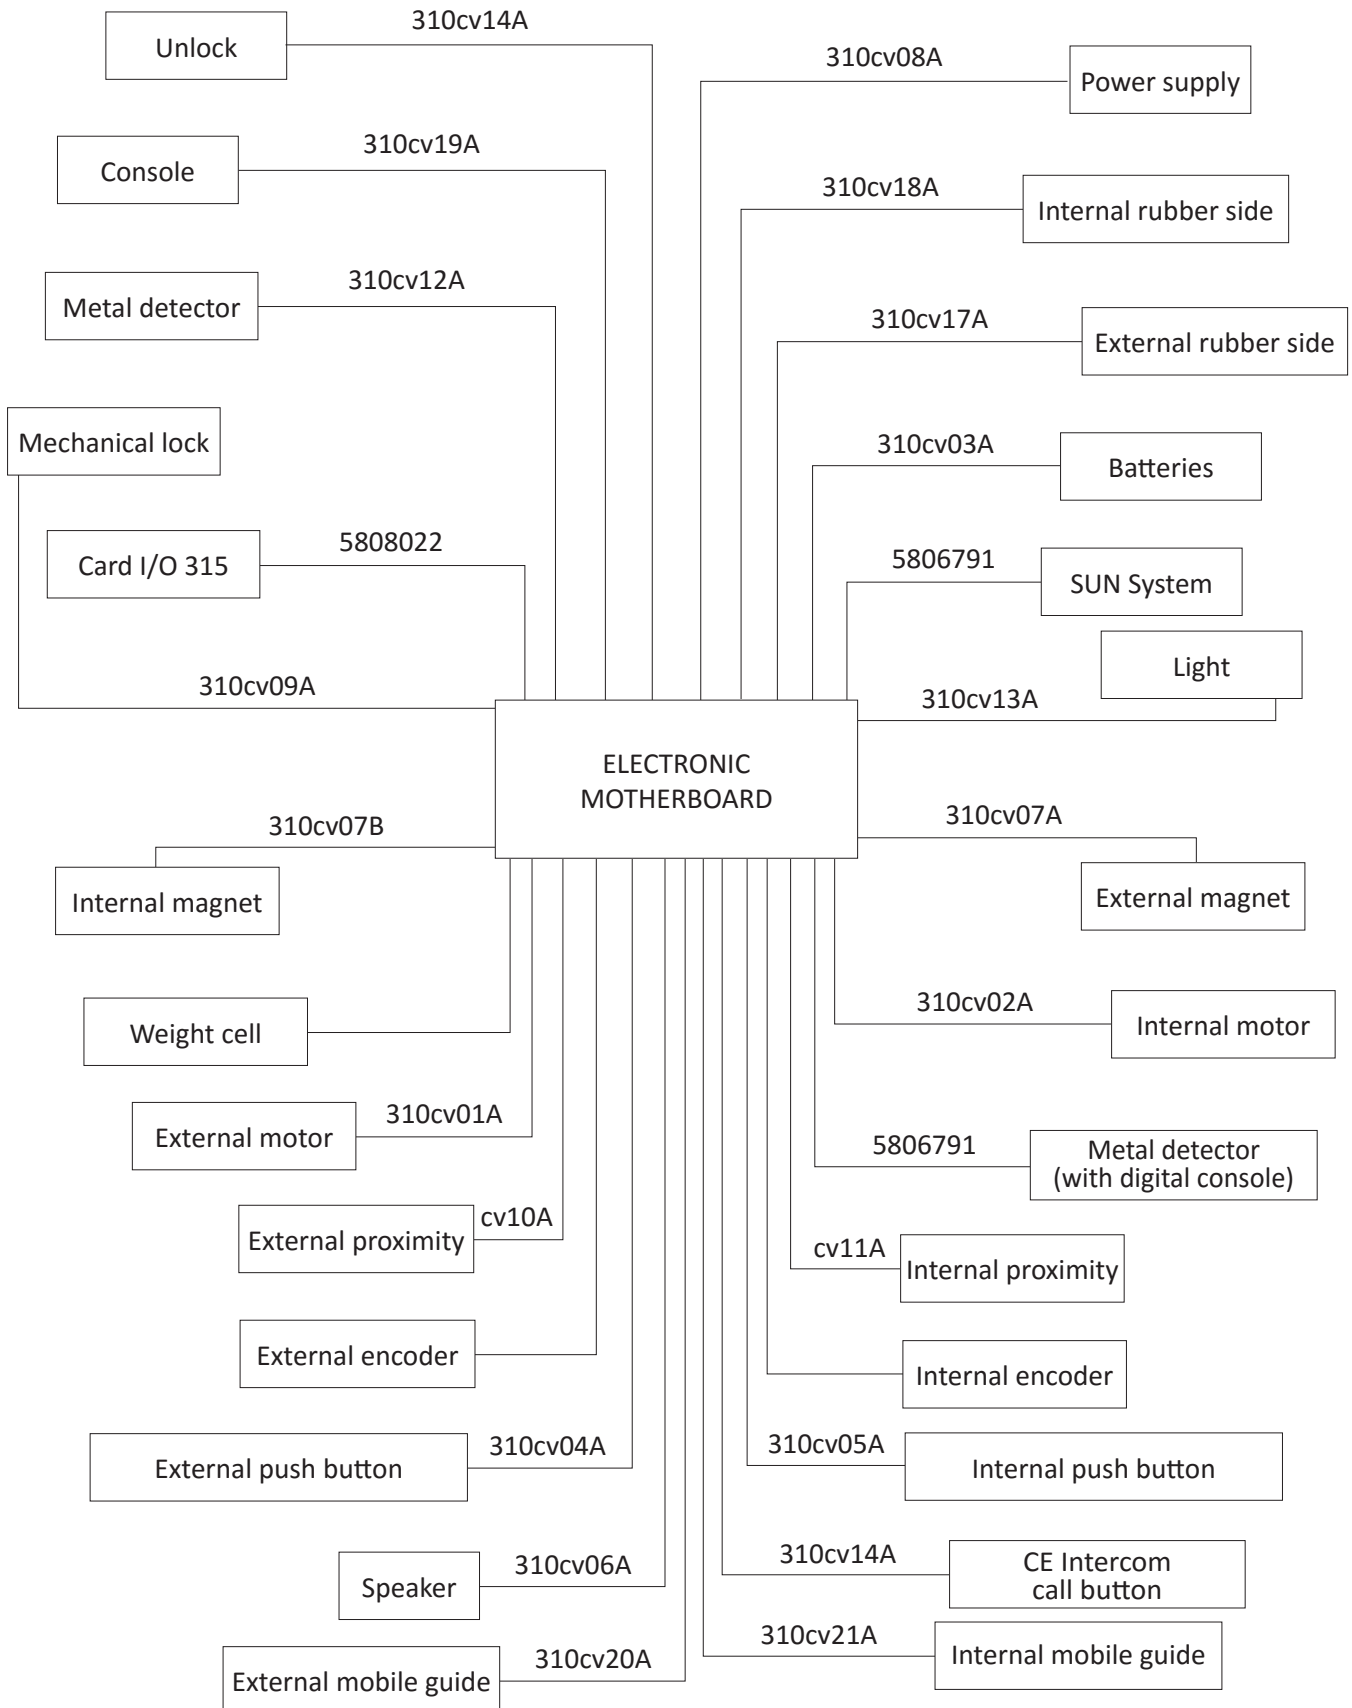 310cv14A
Unlock
310cv08A
Power supply
310cv19A
Console
310cv18A
Internal rubber side
310cv12A
Metal detector
310cv17A
External rubber side
Mechanical lock
310cv03A
Batteries
5808022
Card I/O 315
5806791
SUN System
Light
310cv09A
310cv13A
ELECTRONIC
MOTHERBOARD
310cv07B
Internal magnet
310cv07A
External magnet
Weight cell
310cv02A
Internal motor
310cv01A
External motor
5806791
Metal detector
(with digital console)
cv10A
External proximity
cv11A
Internal proximity
External encoder
Internal encoder
310cv04A
External push button
310cv05A
Internal push button
310cv06A
Speaker
310cv14A
CE Intercom
call button
310cv20A
External mobile guide
310cv21A
Internal mobile guide